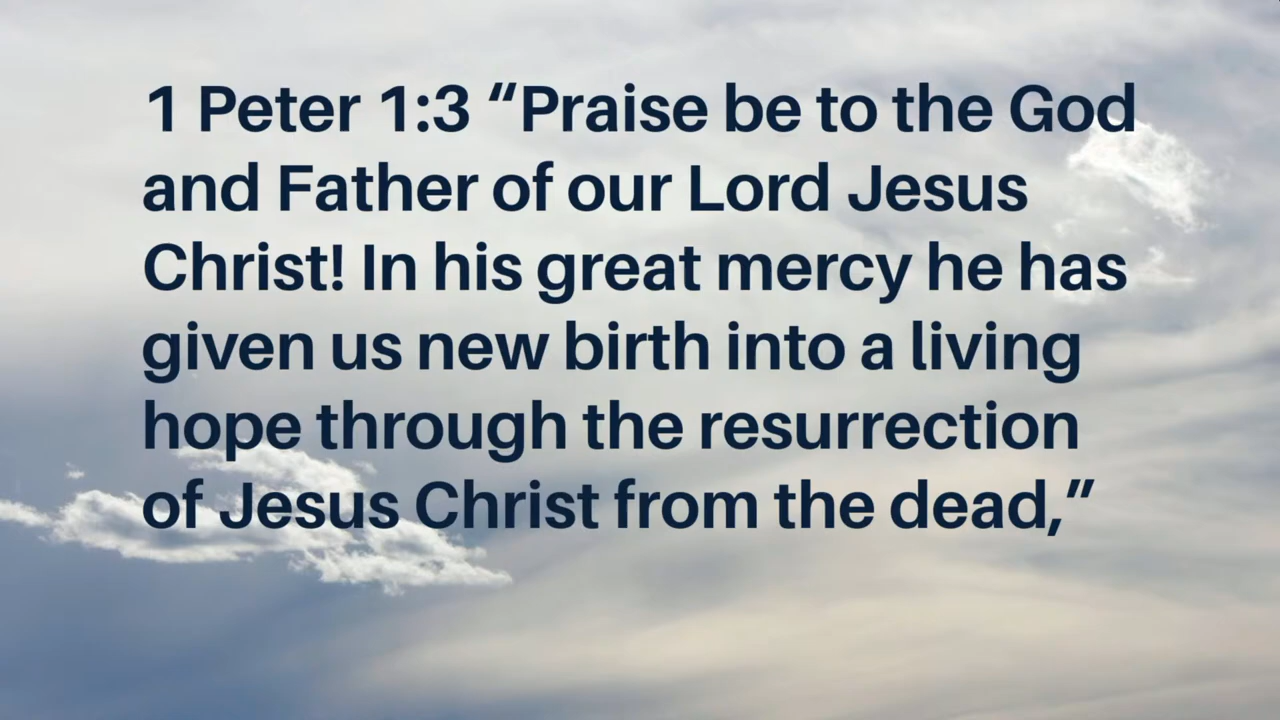 1 Peter 1:3 “Praise be to the God
and Father of our Lord Jesus
Christ! In his great mercy he has
given us new birth into a living
hope through the resurrection
of Jesus Christ from the dead,”